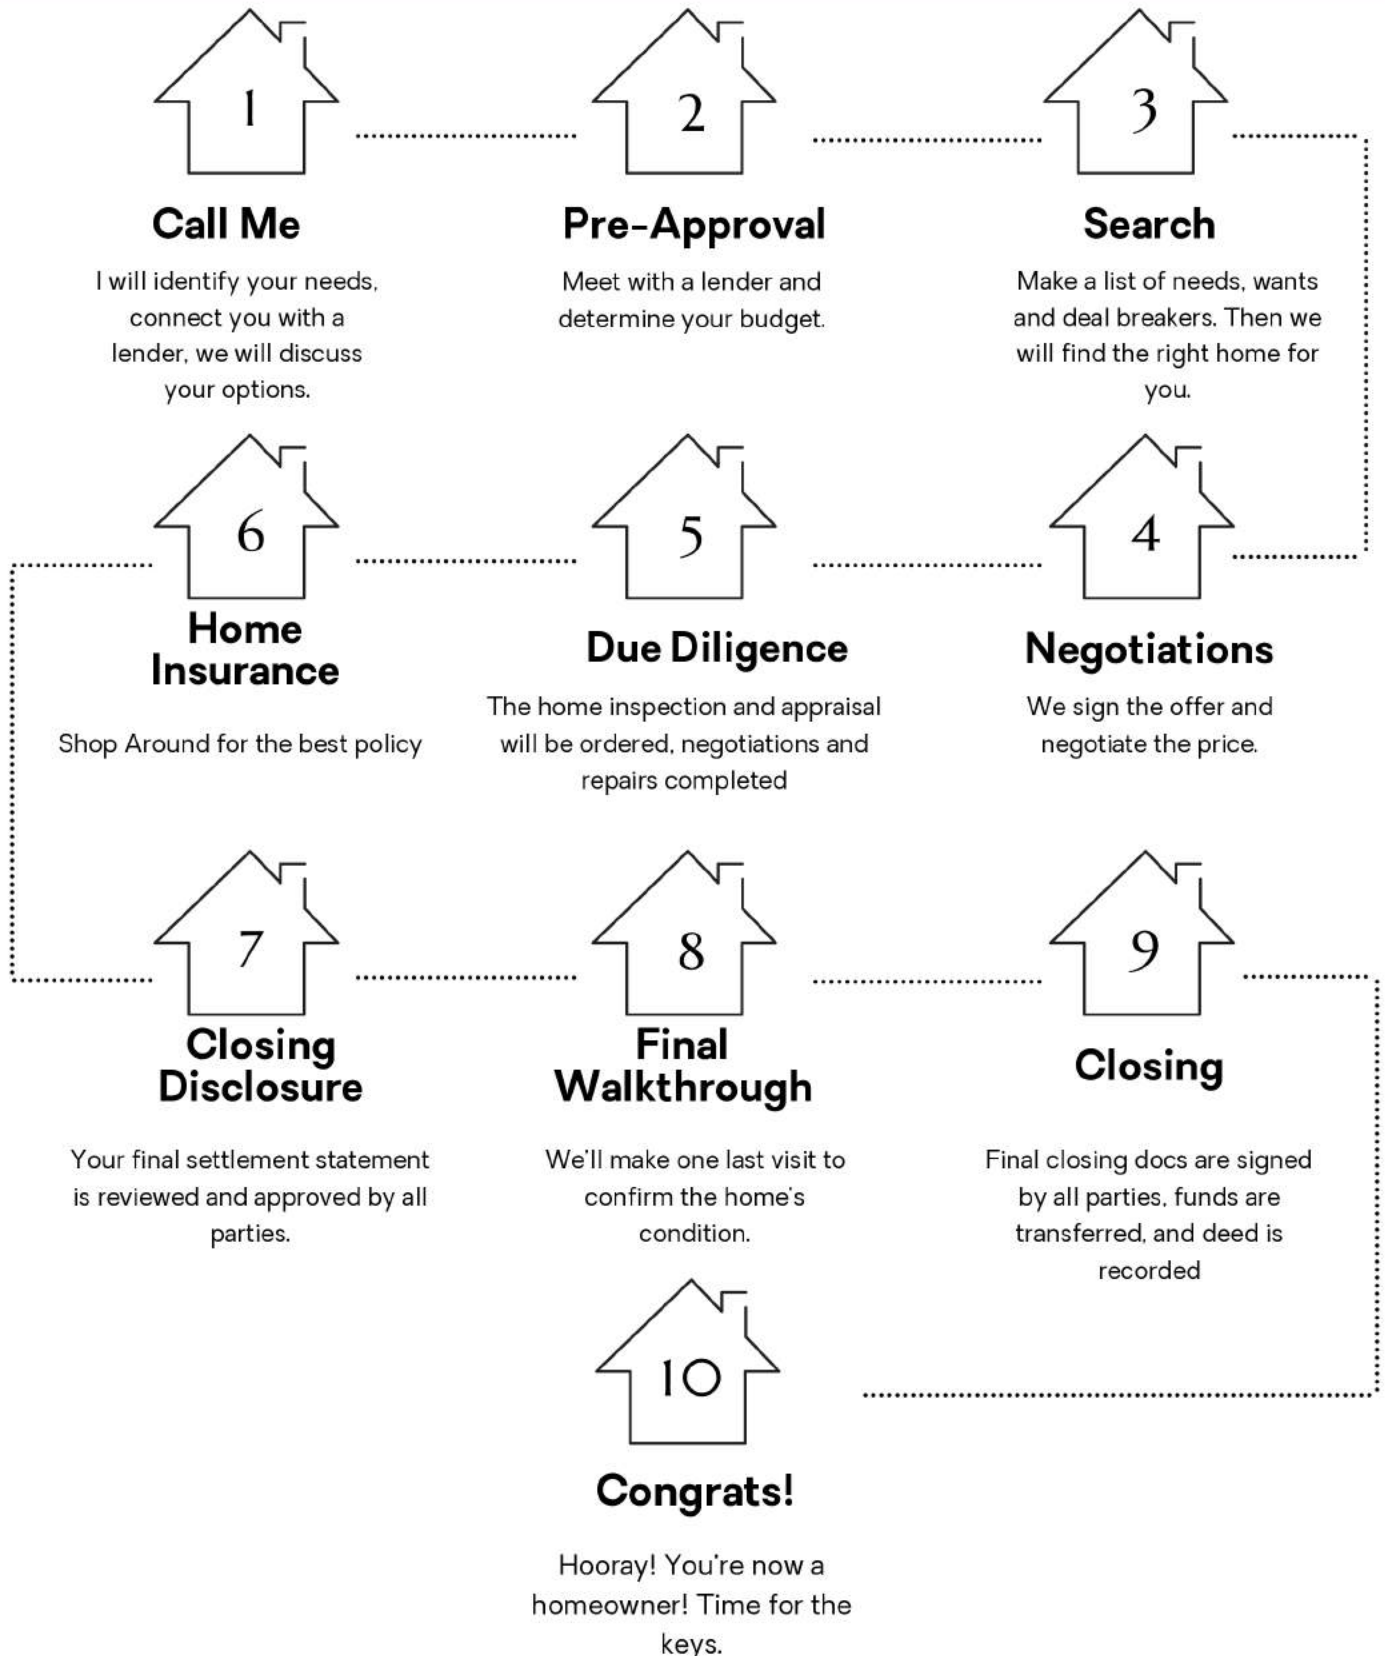 1
Call Me
I will identify your needs,
connect you with a
lender, we will discuss
your options.
2
Pre-Approval
Meet with a lender and
determine your budget.
3
Search
Make a list of needs, wants
and deal breakers. Then we
will find the right home for
you.
4
Negotiations
We sign the offer and
negotiate the price.
5
Due Diligence
The home inspection and appraisal
will be ordered, negotiations and
repairs completed
6
Home
Insurance
Shop Around for the best policy
7
Closing
Disclosure
Your final settlement statement
is reviewed and approved by all
parties.
8
Final
Walkthrough
We'll make one last visit to
confirm the home's
condition.
9
Closing
Final closing docs are signed
by all parties, funds are
transferred, and deed is
recorded
10
Congrats!
Hooray! You're now a
homeowner! Time for the
keys.